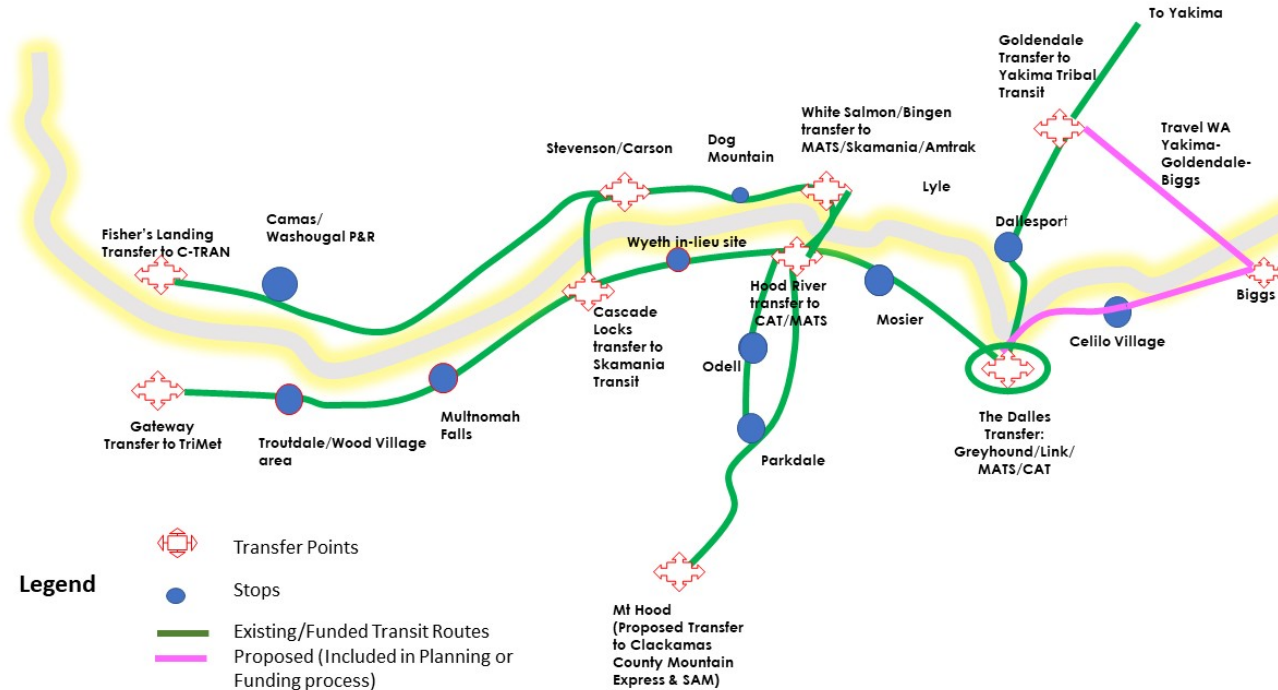 To Yakima
Goldendale
Transfer to
Yakima Tribal
Transit
White Salmon/Bingen
transfer to
MATS/Skamania/Amtrak
Travel WA
Yakima-
Goldendale-
Biggs
Dog
Mountain
Stevenson/Carson
Lyle
Camas/
Washougal P&R
Fisher's Landing
Transfer to C-TRAN
Wyeth in-lieu site
Dallesport
Hood River
transfer to
CAT/MATS
Biggs
Cascade
Locks
transfer to
Skamania
Transit
Mosier
Celilo Village
Odell
Gateway
Transfer to TriMet
Troutdale/Wood Village
area
Multnomah
Falls
The Dalles
Transfer:
Greyhound/Link/
MATS/CAT
Parkdale
Legend
Transfer Points
Stops
Existing/Funded Transit Routes
Proposed (Included in Planning or
Funding process)
Mt Hood
(Proposed Transfer
to Clackamas
County Mountain
Express & SAM)